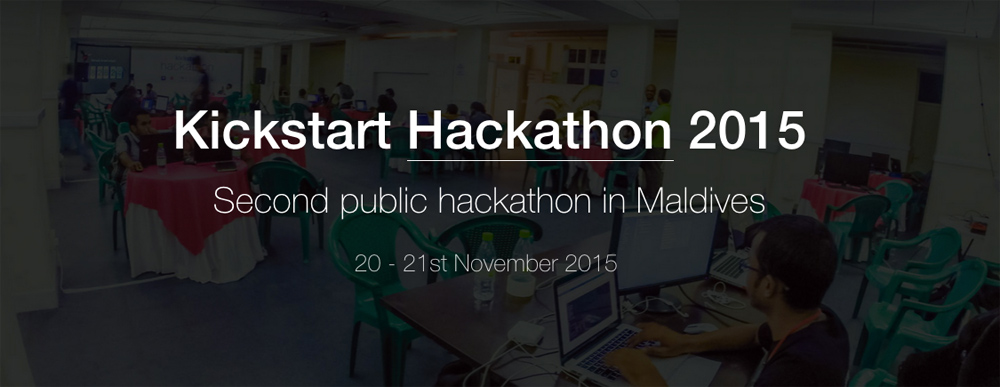 Kickstart Hackathon 2015
Second public hackathon in Maldives
20 - 21st November 2015